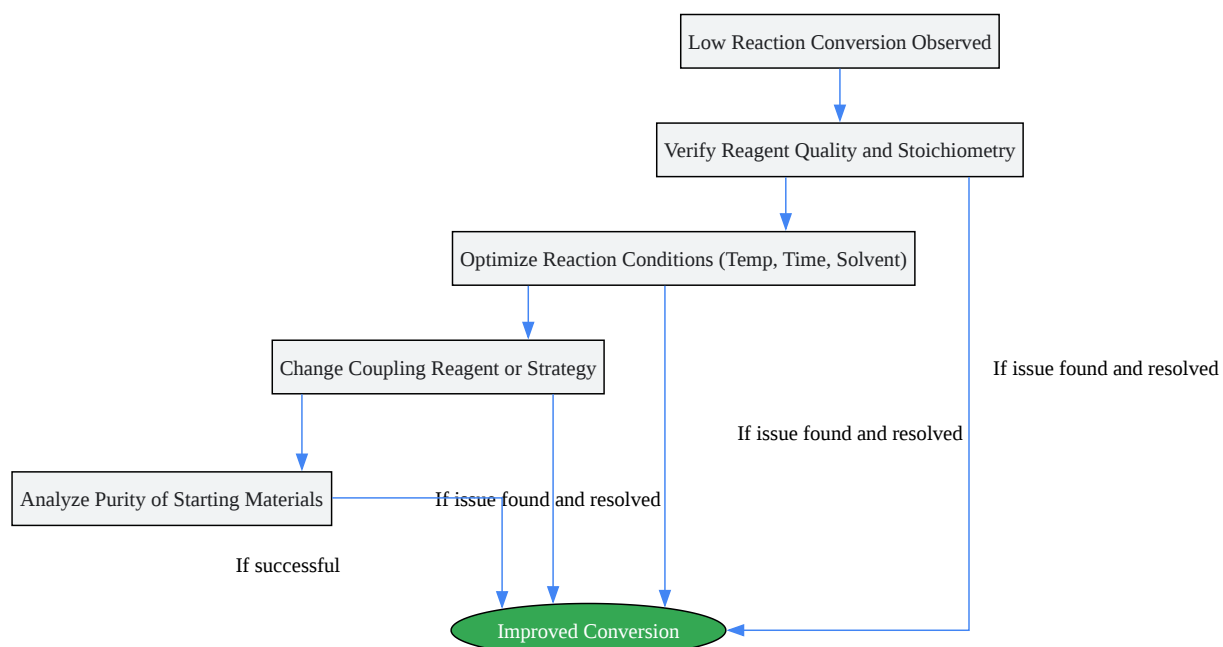 Low Reaction Conversion Observed
Verify Reagent Quality and Stoichiometry
Optimize Reaction Conditions (Temp, Time, Solvent)
Change Coupling Reagent or Strategy
If issue found and resolved
If issue found and resolved
Analyze Purity of Starting Materials
If issue found and resolved
If successful
Improved Conversion